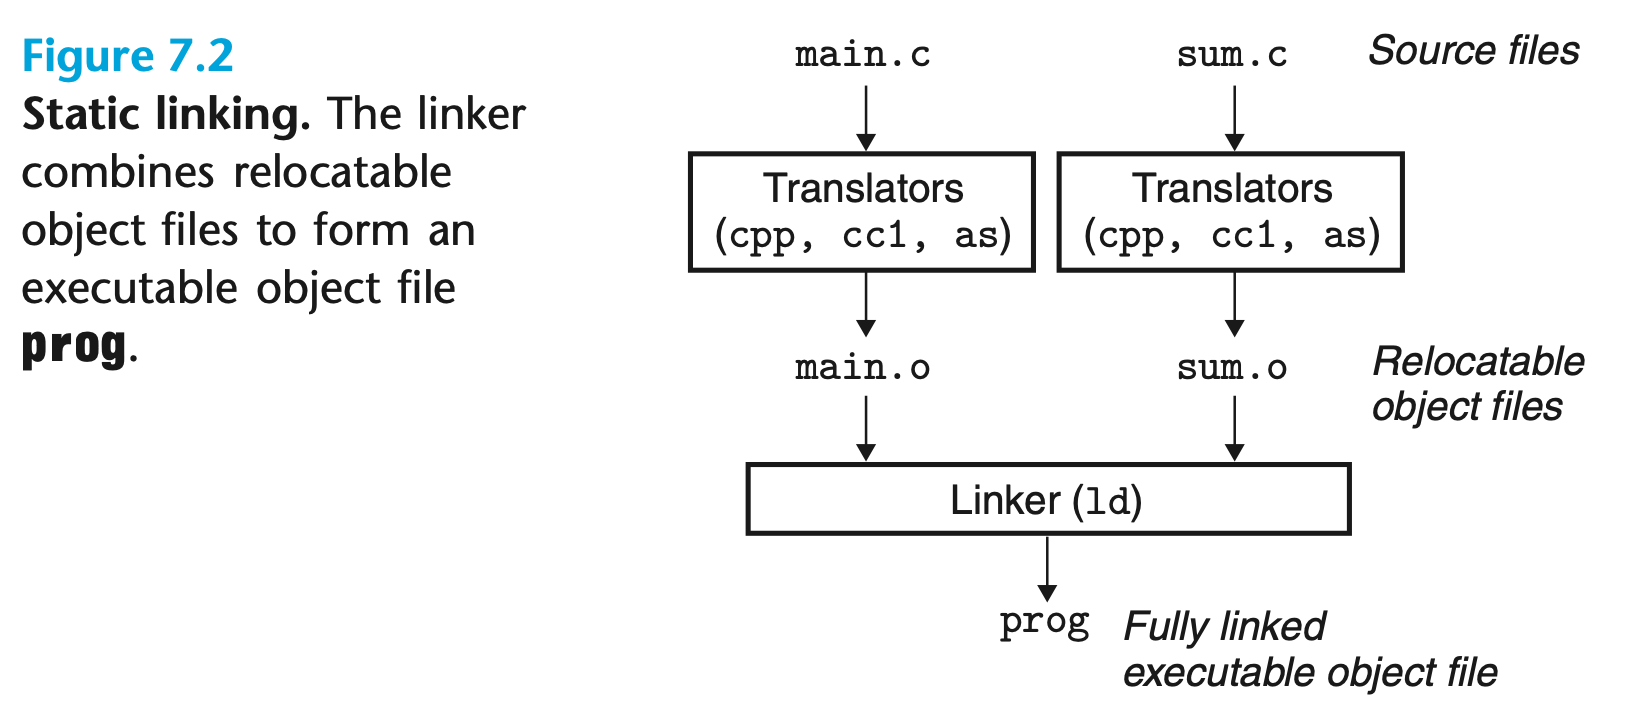 Figure 7.2
Static linking. The linker
combines relocatable
object files to form an
executable object file
prog.
main.c
sum.c
Source files
Translators
(cpp, cc1, as)
Translators
(cpp, cc1, as)
main.o
sum.o
Relocatable
object files
Linker (ld)
prog
Fully linked
executable object file